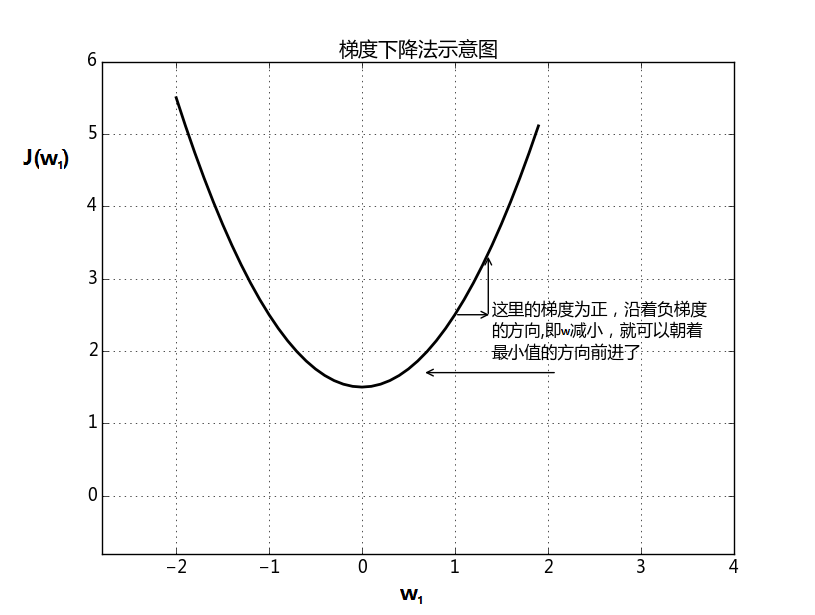 梯度下降法示意图
6
5
J(w₁)
4
3
这里的梯度为正，沿着负梯度
的方向,即w减小，就可以朝着
最小值的方向前进了
2
1
0
−2 −1 0 1 2 3 4
w₁